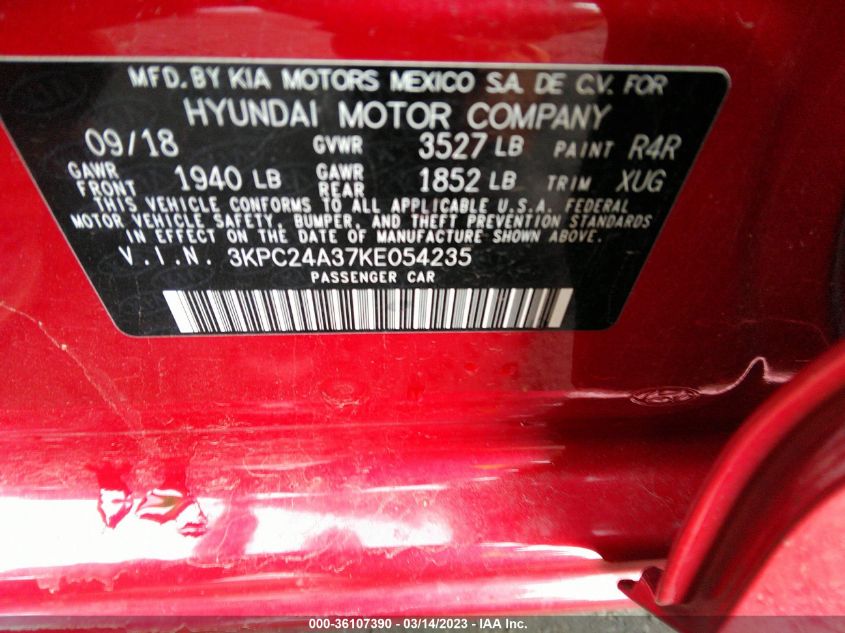 MFD. BY KIA MOTORS MEXICO S.A. DE C.V. FOR
HYUNDAI MOTOR COMPANY
09/18 GVWR 3527 LB PAINT R4R
GAWR FRONT 1940 LB GAWR REAR 1852 LB TRIM XUG
THIS VEHICLE CONFORMS TO ALL APPLICABLE U.S.A. FEDERAL
MOTOR VEHICLE SAFETY, BUMPER, AND THEFT PREVENTION STANDARDS
IN EFFECT ON THE DATE OF MANUFACTURE SHOWN ABOVE.
V.I.N. 3KPC24A37KE054235
PASSENGER CAR
000-36107390 - 03/14/2023 - IAA Inc.